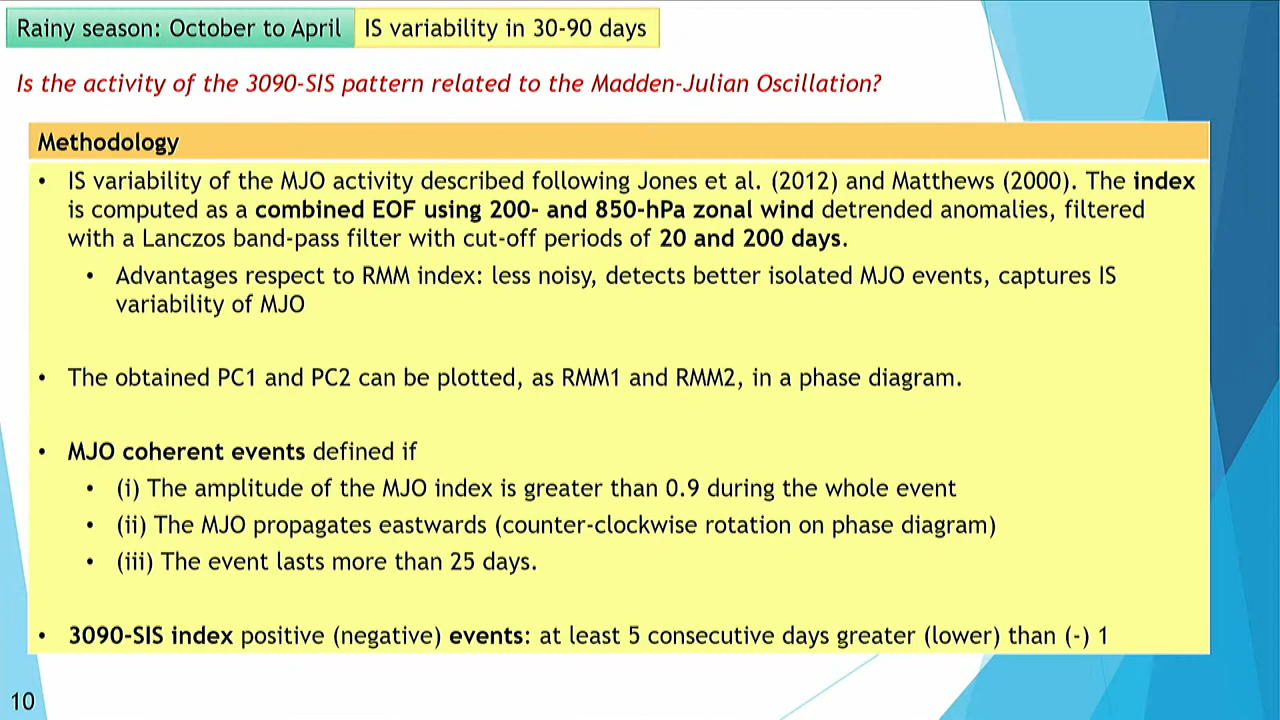 Rainy season: October to April IS variability in 30-90 days
Is the activity of the 3090-SIS pattern related to the Madden-Julian Oscillation?
Methodology
• IS variability of the MJO activity described following Jones et al. (2012) and Matthews (2000). The index
is computed as a combined EOF using 200- and 850-hPa zonal wind detrended anomalies, filtered
with a Lanczos band-pass filter with cut-off periods of 20 and 200 days.
• Advantages respect to RMM index: less noisy, detects better isolated MJO events, captures IS
variability of MJO
• The obtained PC1 and PC2 can be plotted, as RMM1 and RMM2, in a phase diagram.
• MJO coherent events defined if
• (i) The amplitude of the MJO index is greater than 0.9 during the whole event
• (ii) The MJO propagates eastwards (counter-clockwise rotation on phase diagram)
• (iii) The event lasts more than 25 days.
• 3090-SIS index positive (negative) events: at least 5 consecutive days greater (lower) than (-) 1
10